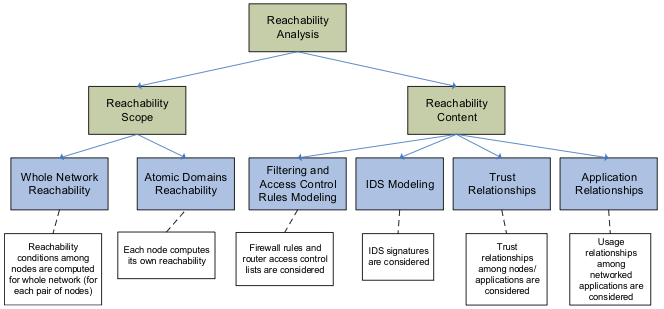 Reachability
Analysis
Reachability
Scope
Reachability
Content
Whole Network
Reachability
Atomic Domains
Reachability
Filtering and
Access Control
Rules Modeling
IDS Modeling
Trust
Relationships
Application
Relationships
Reachability
conditions among
nodes are computed
for whole network (for
each pair of nodes)
Each node computes
its own reachability
Firewall rules and
router access control
lists are considered
IDS signatures
are considered
Trust
relationships
among nodes/
applications are
considered
Usage
relationships
among
networked
applications are
considered